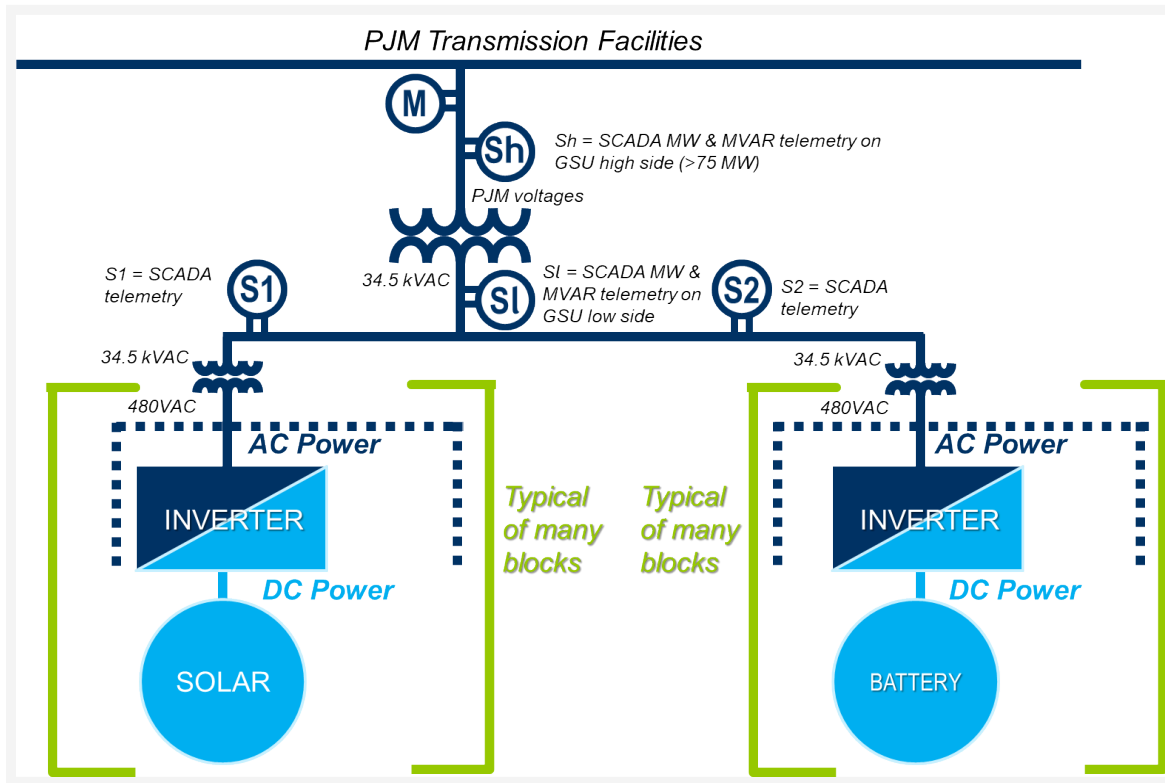 PJM Transmission Facilities
M
Sh
Sh = SCADA MW & MVAR telemetry on
GSU high side (>75 MW)
PJM voltages
S1 = SCADA
telemetry
S1
34.5 kVAC
Sl
Sl = SCADA MW &
MVAR telemetry on
GSU low side
S2
S2 = SCADA
telemetry
34.5 kVAC
480VAC
AC Power
INVERTER
DC Power
SOLAR
Typical
of many
blocks
Typical
of many
blocks
34.5 kVAC
480VAC
AC Power
INVERTER
DC Power
BATTERY